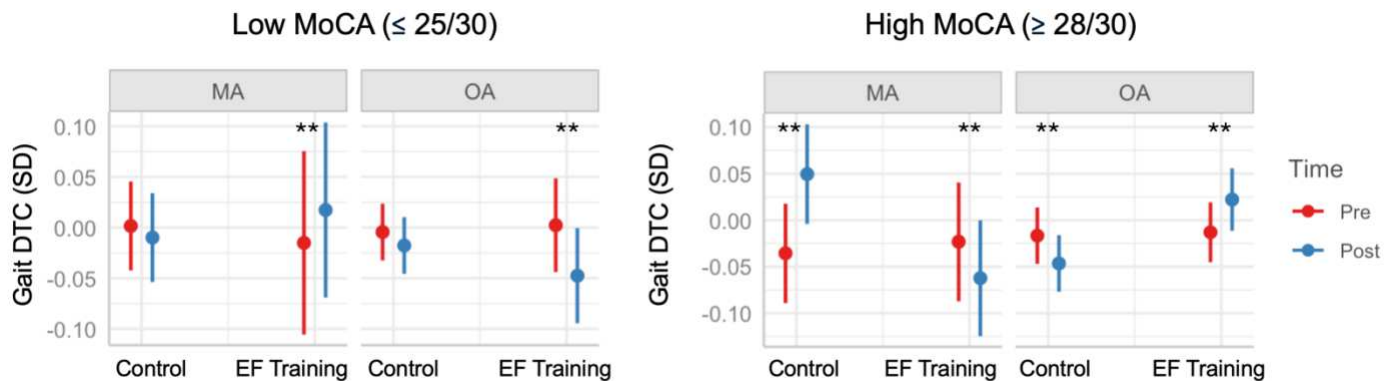 Low MoCA (≤ 25/30)
High MoCA (≥ 28/30)
MA
OA
MA
OA
Gait DTC (SD)
0.10
0.05
0.00
-0.05
-0.10
**
**
Control
EF Training
Control
EF Training
Gait DTC (SD)
0.10
0.05
0.00
-0.05
-0.10
**
**
**
**
Control
EF Training
Control
EF Training
Time
Pre
Post